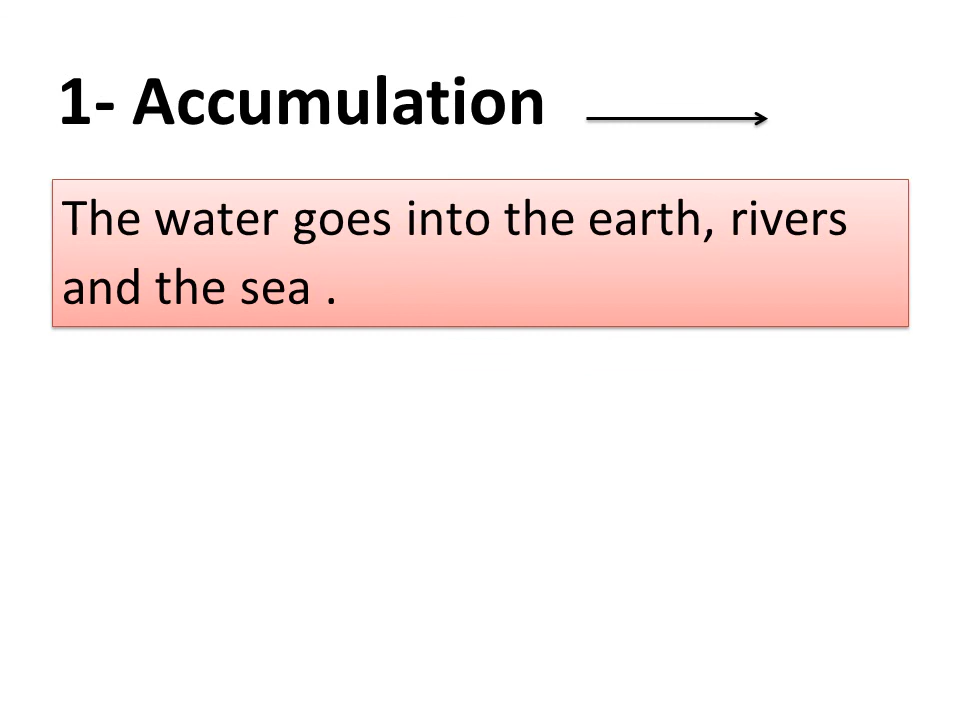 1- Accumulation
The water goes into the earth, rivers
and the sea .